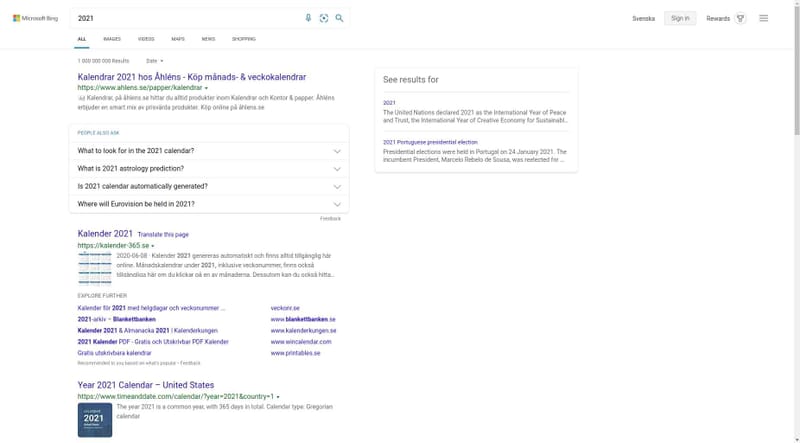 Microsoft Bing
2021
Svenska
Sign in
Rewards
ALL
IMAGES
VIDEOS
MAPS
NEWS
SHOPPING
1 000 000 000 Results
Date
Kalendrar 2021 hos Åhléns - Köp månads- & veckokalendrar
https://www.ahlens.se/papper/kalendrar
Ad Kalendrar, på åhlens.se hittar du alltid produkter inom Kalendrar och Kontor & papper. Åhléns
erbjuder en smart mix av prisvärda produkter. Köp online på åhlens.se
PEOPLE ALSO ASK
What to look for in the 2021 calendar?
What is 2021 astrology prediction?
Is 2021 calendar automatically generated?
Where will Eurovision be held in 2021?
Feedback
Kalender 2021 Translate this page
https://kalender-365.se
2020-06-08 · Kalender 2021 genereras automatiskt och finns alltid tillgänglig här
online. Månadskalendrar under 2021, inklusive veckonummer, finns också
tillgängliga här om du klickar på en av månaderna. Dessutom kan du också hitta...
EXPLORE FURTHER
Kalender för 2021 med helgdagar och veckonummer ...
veckonr.se
2021-arkiv – Blankettbanken
www.blankettbanken.se
Kalender 2021 & Almanacka 2021 | Kalenderkungen
www.kalenderkungen.se
2021 Kalender PDF - Gratis och Utskrivbar PDF Kalender
www.wincalendar.com
Gratis utskrivbara kalendrar
www.printables.se
Recommended to you based on what's popular • Feedback
Year 2021 Calendar – United States
https://www.timeanddate.com/calendar/?year=2021&country=1
2021
The year 2021 is a common year, with 365 days in total. Calendar type: Gregorian
calendar
See results for
2021
The United Nations declared 2021 as the International Year of Peace
and Trust, the International Year of Creative Economy for Sustainabl...
2021 Portuguese presidential election
Presidential elections were held in Portugal on 24 January 2021. The
incumbent President, Marcelo Rebelo de Sousa, was reelected for ...